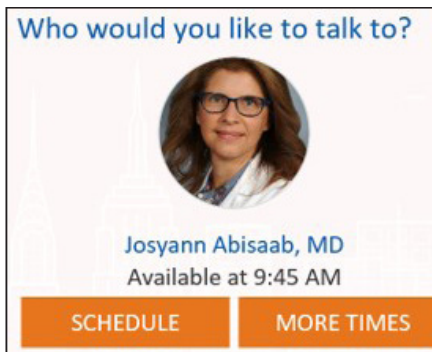 Who would you like to talk to?
Josyann Abisaab, MD
Available at 9:45 AM
SCHEDULE
MORE TIMES